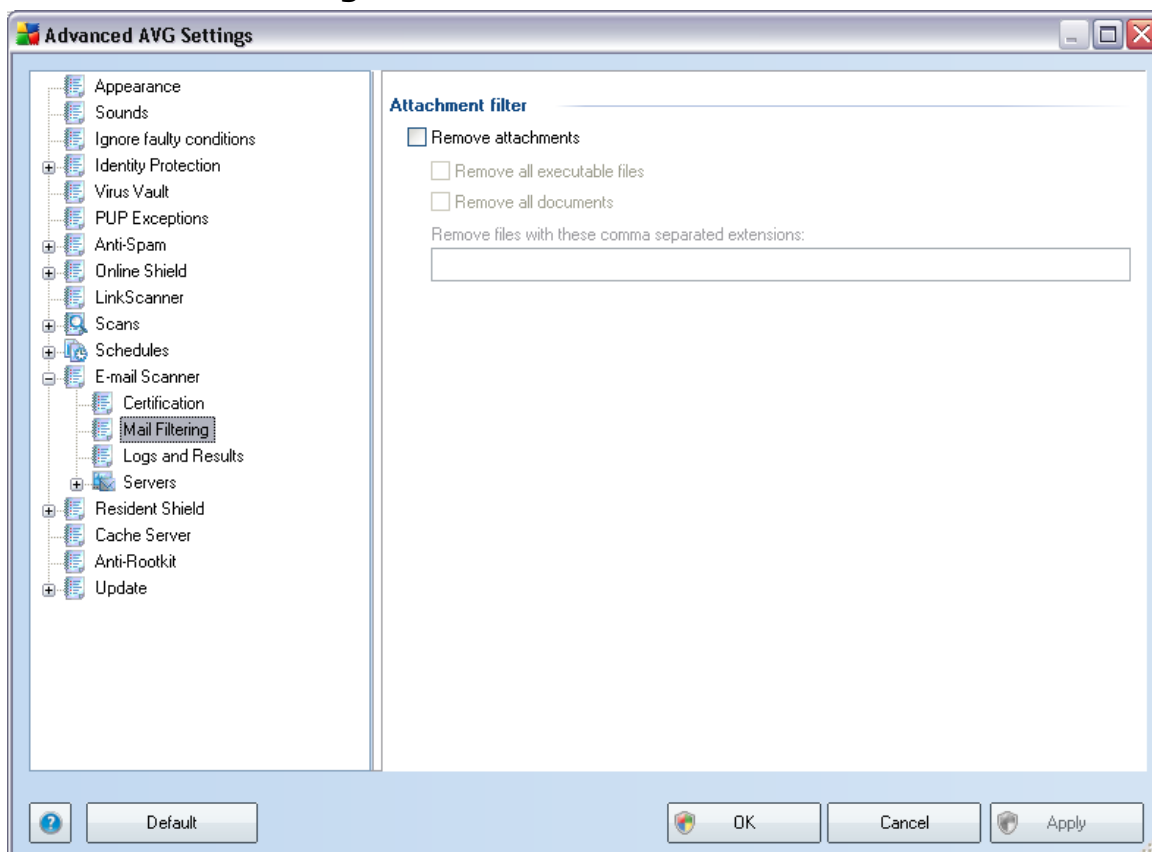 Advanced AVG Settings
Appearance
Sounds
Ignore faulty conditions
Identity Protection
Virus Vault
PUP Exceptions
Anti-Spam
Online Shield
LinkScanner
Scans
Schedules
E-mail Scanner
Certification
Mail Filtering
Logs and Results
Servers
Resident Shield
Cache Server
Anti-Rootkit
Update
Attachment filter
Remove attachments
Remove all executable files
Remove all documents
Remove files with these comma separated extensions:
Default
OK
Cancel
Apply